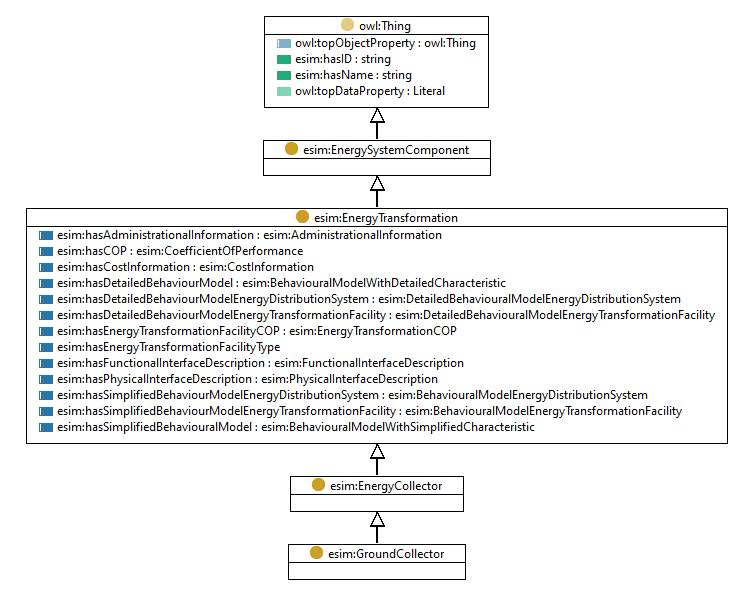 owl:Thing
owl:topObjectProperty : owl:Thing
esim:hasID : string
esim:hasName : string
owl:topDataProperty : Literal
esim:EnergySystemComponent
esim:EnergyTransformation
esim:hasAdministrationalInformation : esim:AdministrationalInformation
esim:hasCOP : esim:CoefficientOfPerformance
esim:hasCostInformation : esim:CostInformation
esim:hasDetailedBehaviourModel : esim:BehaviouralModelWithDetailedCharacteristic
esim:hasDetailedBehaviourModelEnergyDistributionSystem : esim:DetailedBehaviouralModelEnergyDistributionSystem
esim:hasDetailedBehaviourModelEnergyTransformationFacility : esim:DetailedBehaviouralModelEnergyTransformationFacility
esim:hasEnergyTransformationFacilityCOP : esim:EnergyTransformationCOP
esim:hasEnergyTransformationFacilityType
esim:hasFunctionalInterfaceDescription : esim:FunctionalInterfaceDescription
esim:hasPhysicalInterfaceDescription : esim:PhysicalInterfaceDescription
esim:hasSimplifiedBehaviourModelEnergyDistributionSystem : esim:BehaviouralModelEnergyDistributionSystem
esim:hasSimplifiedBehaviourModelEnergyTransformationFacility : esim:BehaviouralModelEnergyTransformationFacility
esim:hasSimplifiedBehaviouralModel : esim:BehaviouralModelWithSimplifiedCharacteristic
esim:EnergyCollector
esim:GroundCollector